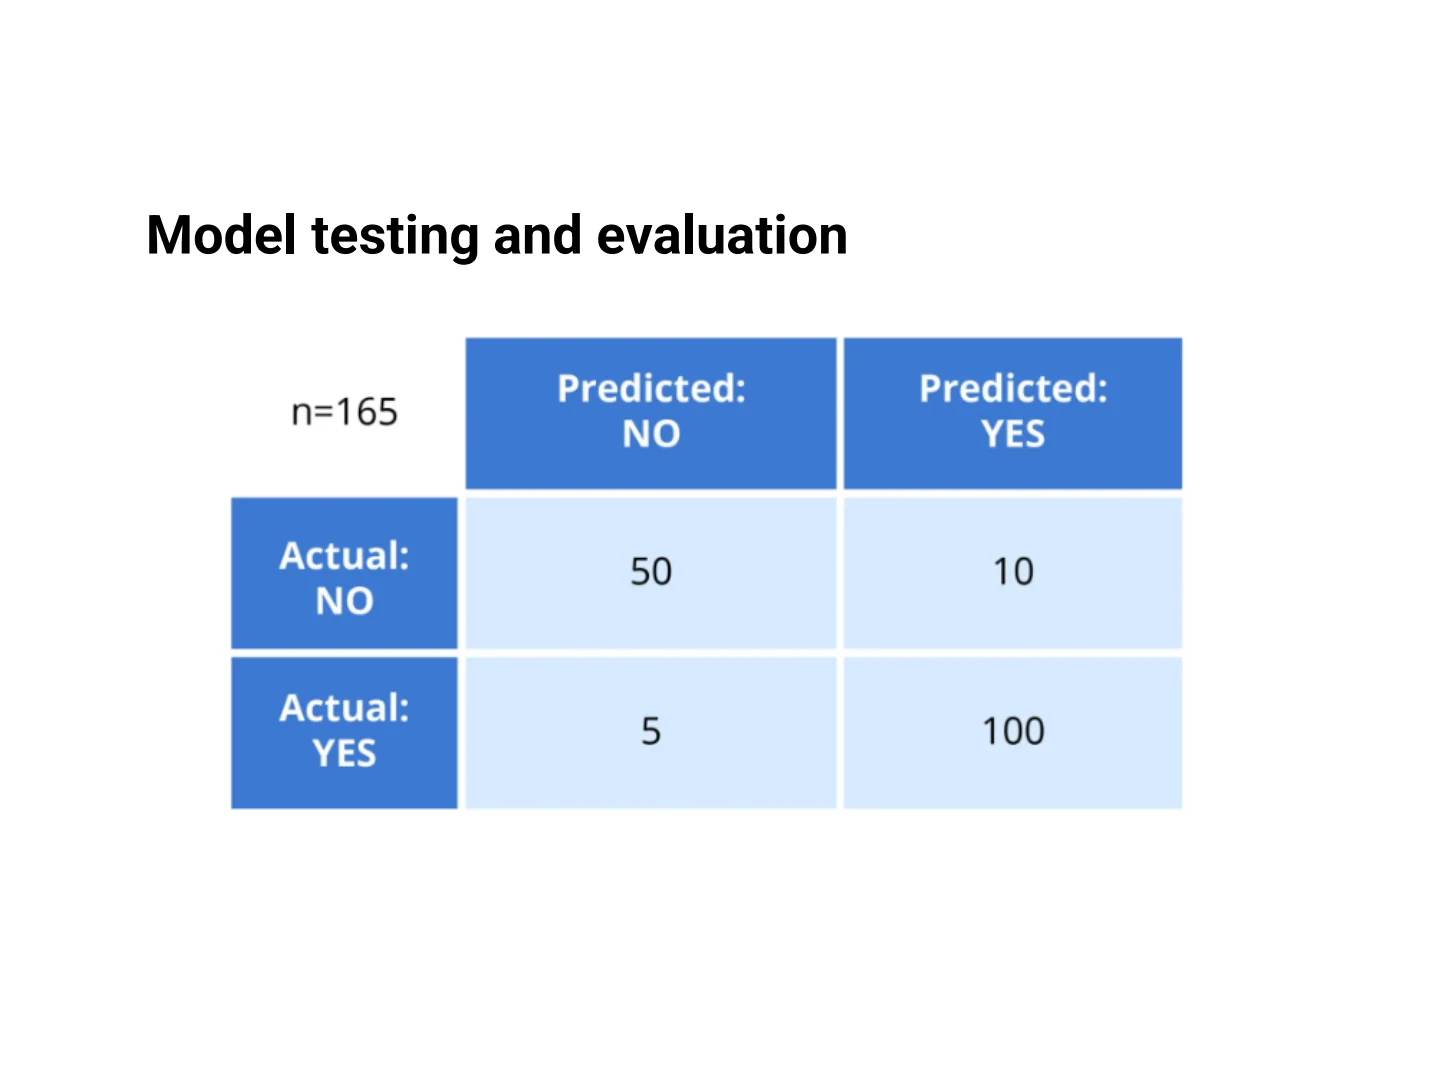 Model testing and evaluation
n=165
Predicted:
NO
Predicted:
YES
Actual:
NO
50
10
Actual:
YES
5
100